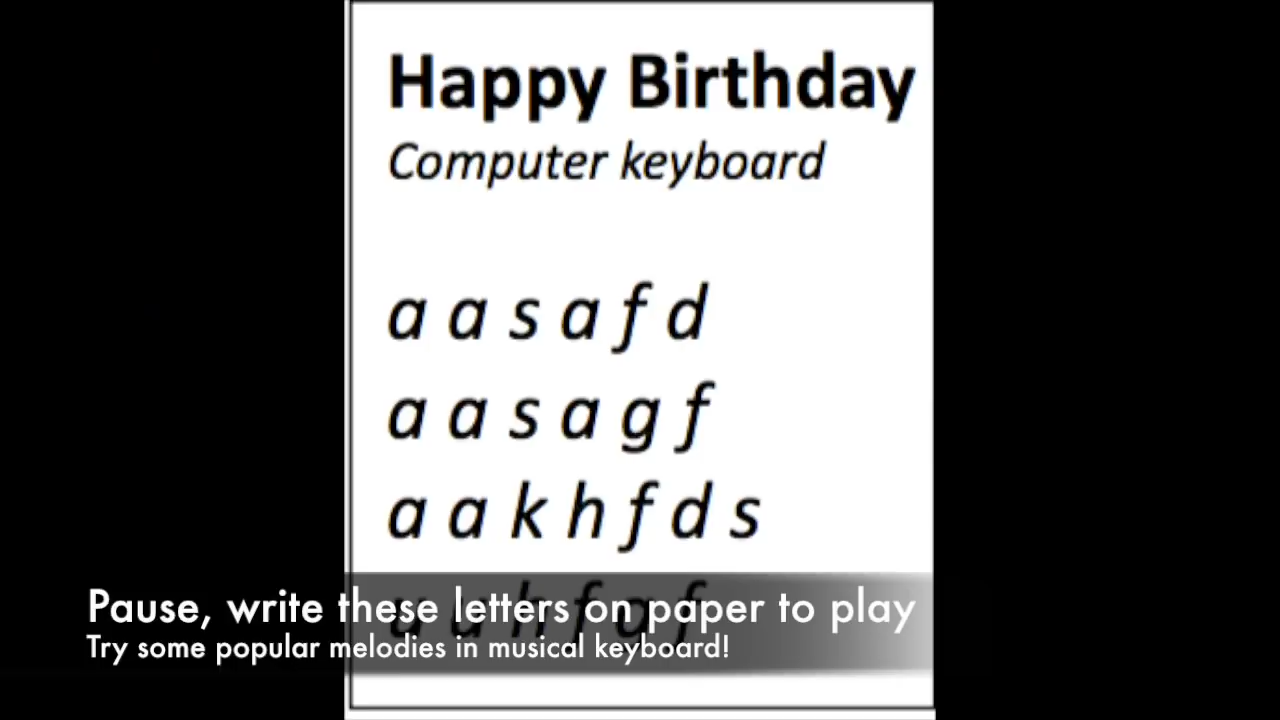 Happy Birthday
Computer keyboard
a a s a f d
a a s a g f
a a k h f d s
u u h f g f
Pause, write these letters on paper to play
Try some popular melodies in musical keyboard!